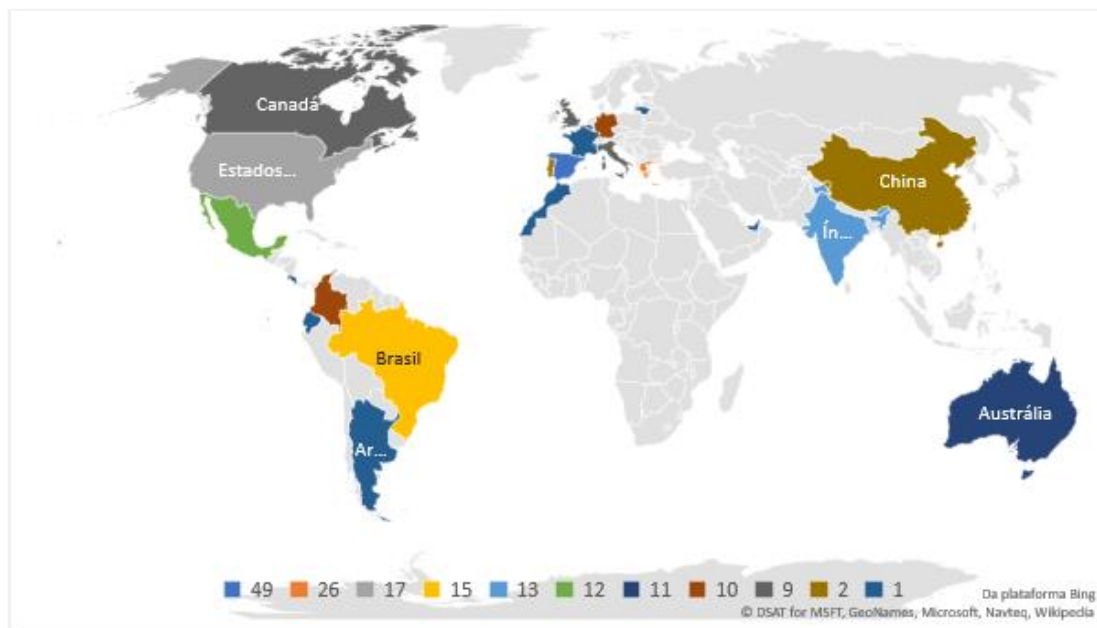 Canadá
Estados...
China
Ín...
Brasil
Austrália
Ar...
49 26 17 15 13 12 11 10 9 2 1
Da plataforma Bing
© DSAT for MSFT, GeoNames, Microsoft, Navteq, Wikipedia